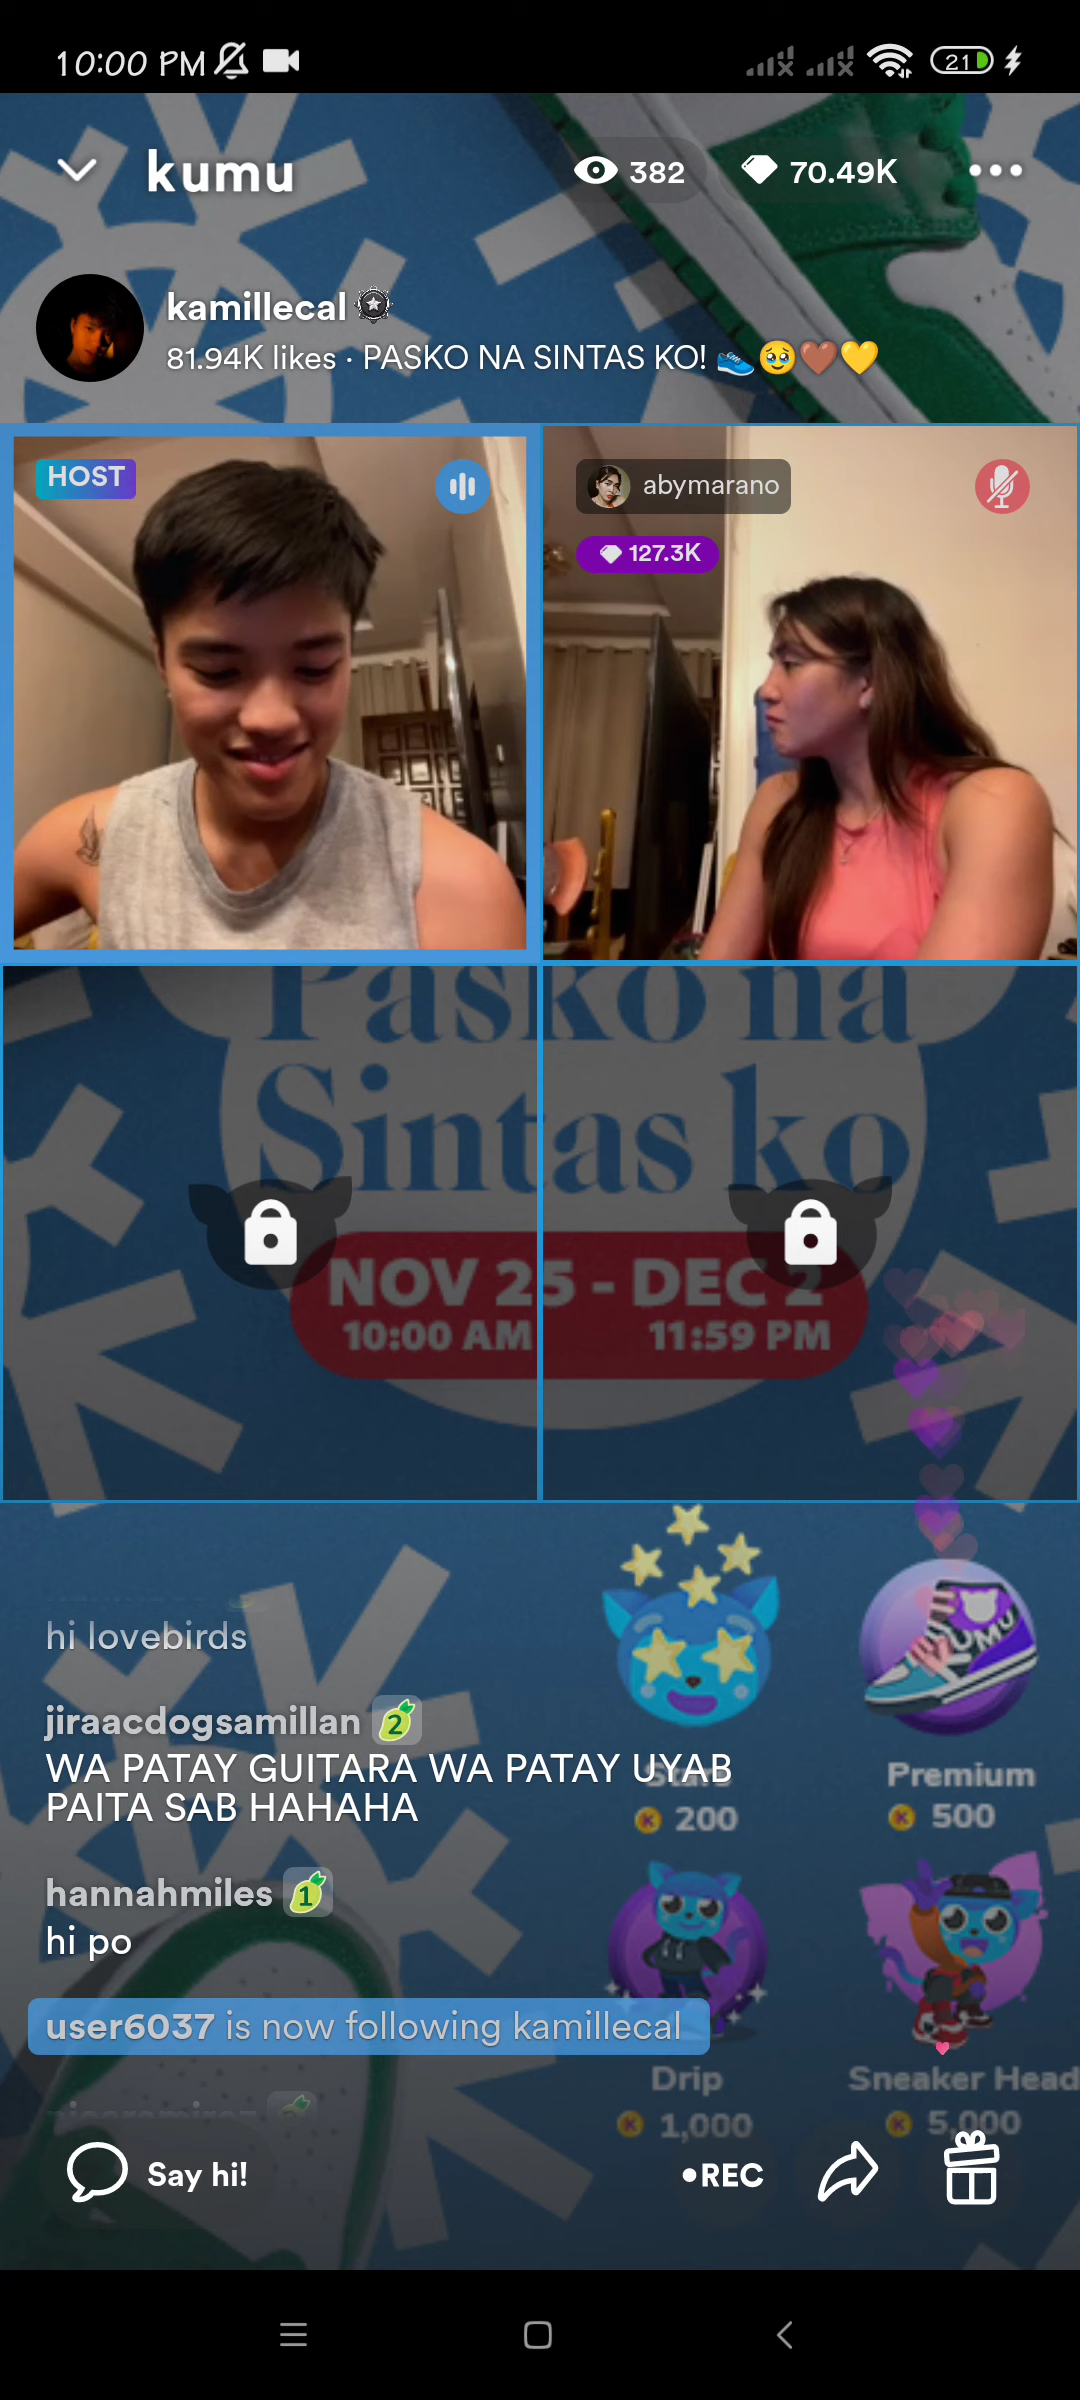 10:00 PM
21
kumu
382
70.49K
kamillecal
81.94K likes · PASKO NA SINTAS KO! 👟🥹🤎💛
HOST
abymarano
127.3K
Pasko na
Sintas ko
NOV 25 - DEC 2
10:00 AM
11:59 PM
hi lovebirds
jiraacdogsamillan 2
WA PATAY GUITARA WA PATAY UYAB
PAITA SAB HAHAHA
hannahmiles 1
hi po
user6037 is now following kamillecal
KUMU
Stars
200
Premium
500
Drip
1,000
Sneaker Head
5,000
Say hi!
•REC